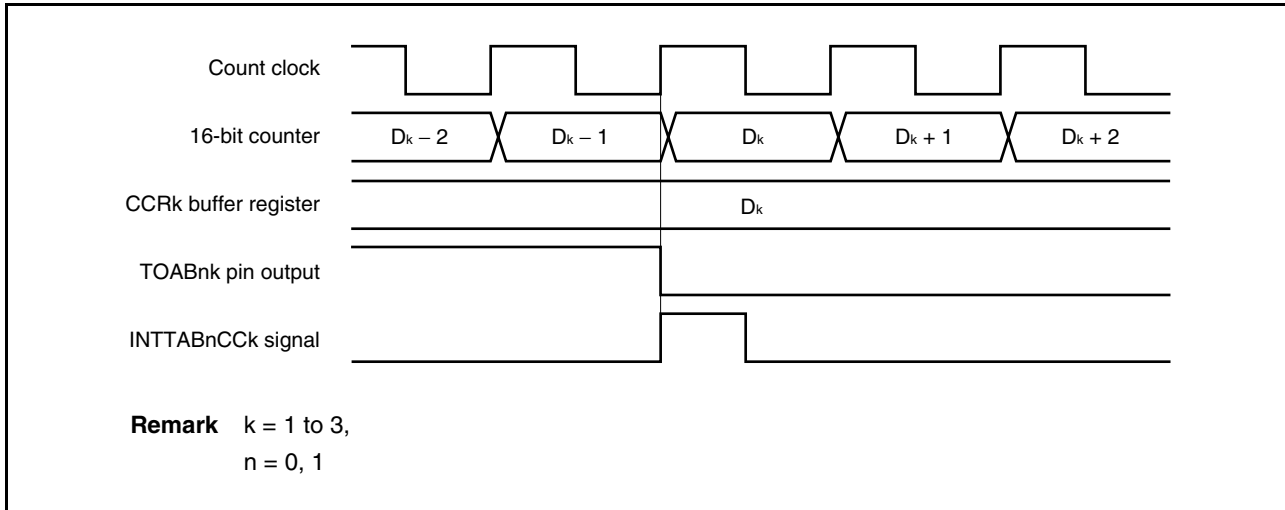 Count clock
16-bit counter
Dk − 2 Dk − 1 Dk Dk + 1 Dk + 2
CCRk buffer register
Dk
TOABnk pin output
INTTABnCCk signal
Remark k = 1 to 3,
n = 0, 1